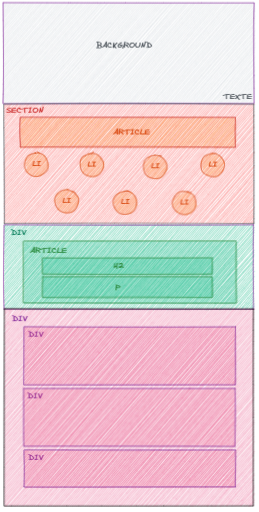 BACKGROUND
TEXTE
SECTION
ARTICLE
LI LI LI LI
LI LI LI
DIV
ARTICLE
H2
P
DIV
DIV
DIV
DIV